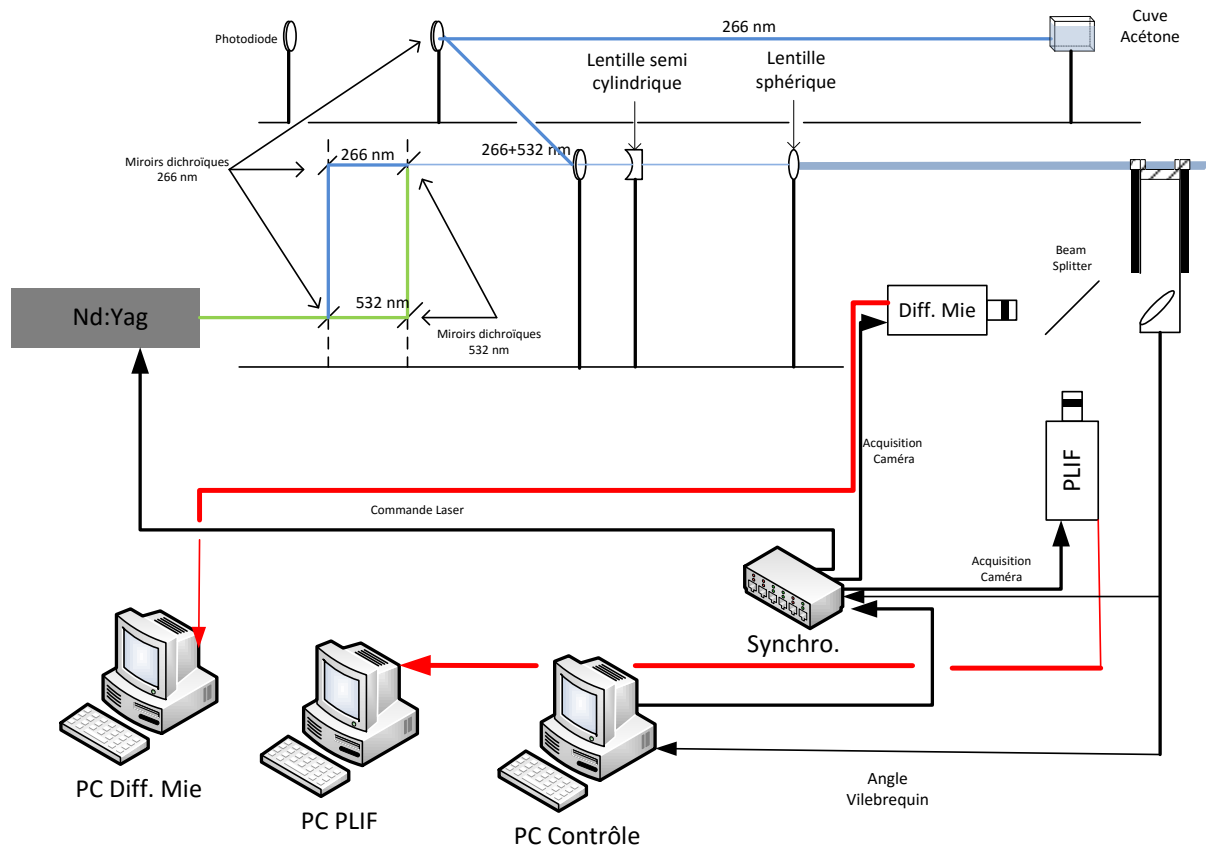 Photodiode
266 nm
Cuve
Acétone
Lentille semi
cylindrique
Lentille
sphérique
Miroirs dichroïques
266 nm
266 nm
266+532 nm
Beam
Splitter
Nd:Yag
532 nm
Miroirs dichroïques
532 nm
Diff. Mie
PLIF
Acquisition
Caméra
Commande Laser
Acquisition
Caméra
Synchro.
PC Diff. Mie
PC PLIF
PC Contrôle
Angle
Vilebrequin